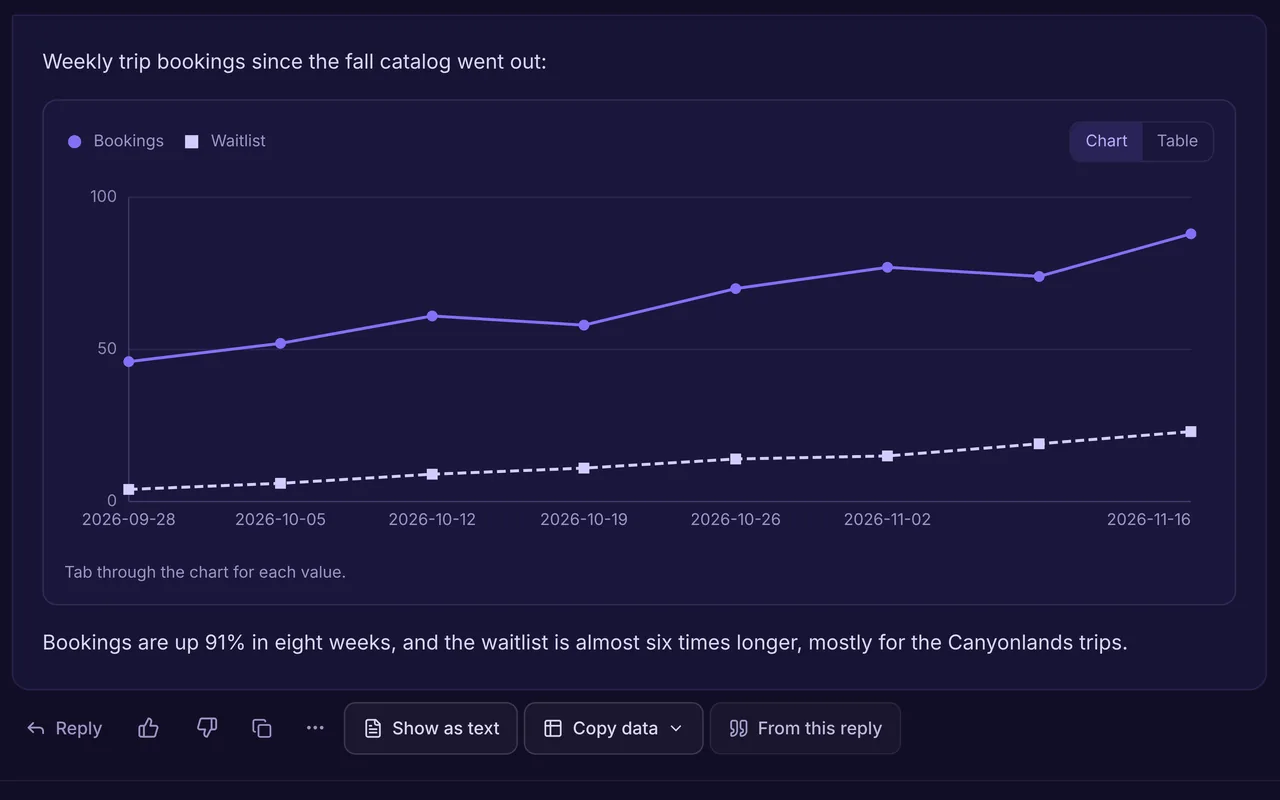 Weekly trip bookings since the fall catalog went out:
Bookings Waitlist
Chart Table
100
50
0
2026-09-28 2026-10-05 2026-10-12 2026-10-19 2026-10-26 2026-11-02 2026-11-16
Tab through the chart for each value.
Bookings are up 91% in eight weeks, and the waitlist is almost six times longer, mostly for the Canyonlands trips.
Reply Show as text Copy data From this reply